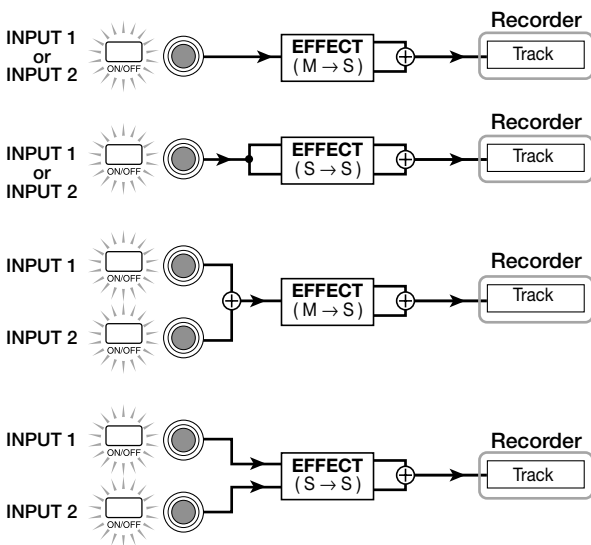 Recorder
INPUT 1
or
INPUT 2
ON/OFF
EFFECT
( M → S )
Track
Recorder
INPUT 1
or
INPUT 2
ON/OFF
EFFECT
( S → S )
Track
INPUT 1
ON/OFF
Recorder
EFFECT
( M → S )
Track
INPUT 2
ON/OFF
INPUT 1
ON/OFF
Recorder
EFFECT
( S → S )
Track
INPUT 2
ON/OFF